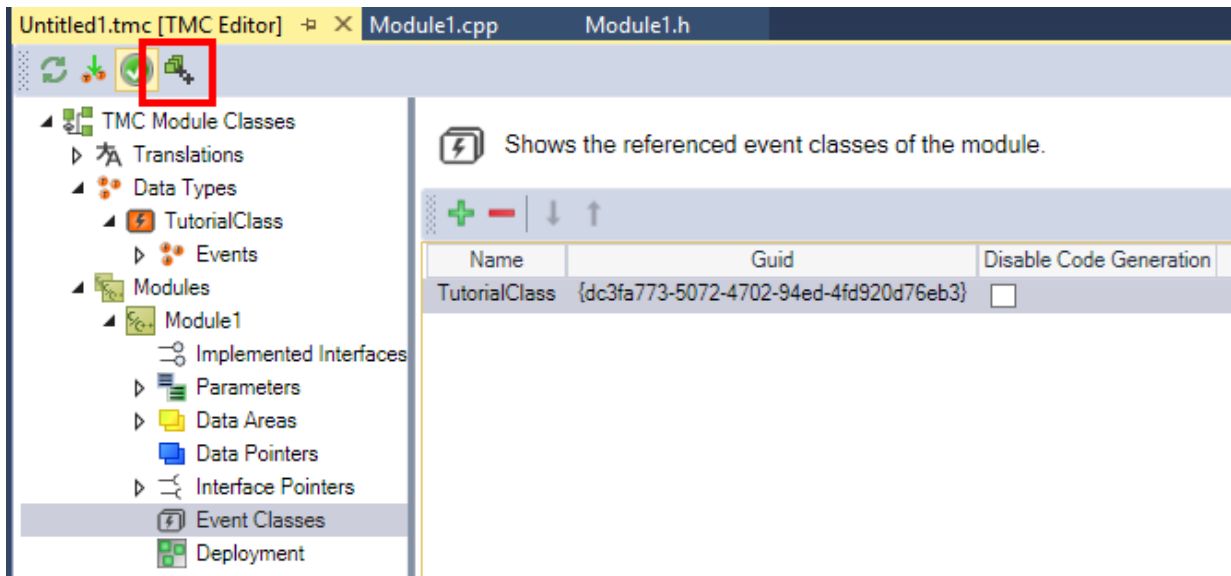 Untitled1.tmc [TMC Editor] Module1.cpp Module1.h
TMC Module Classes
Translations
Data Types
TutorialClass
Events
Modules
Module1
Implemented Interfaces
Parameters
Data Areas
Data Pointers
Interface Pointers
Event Classes
Deployment
Shows the referenced event classes of the module.
Name Guid Disable Code Generation
TutorialClass {dc3fa773-5072-4702-94ed-4fd920d76eb3}